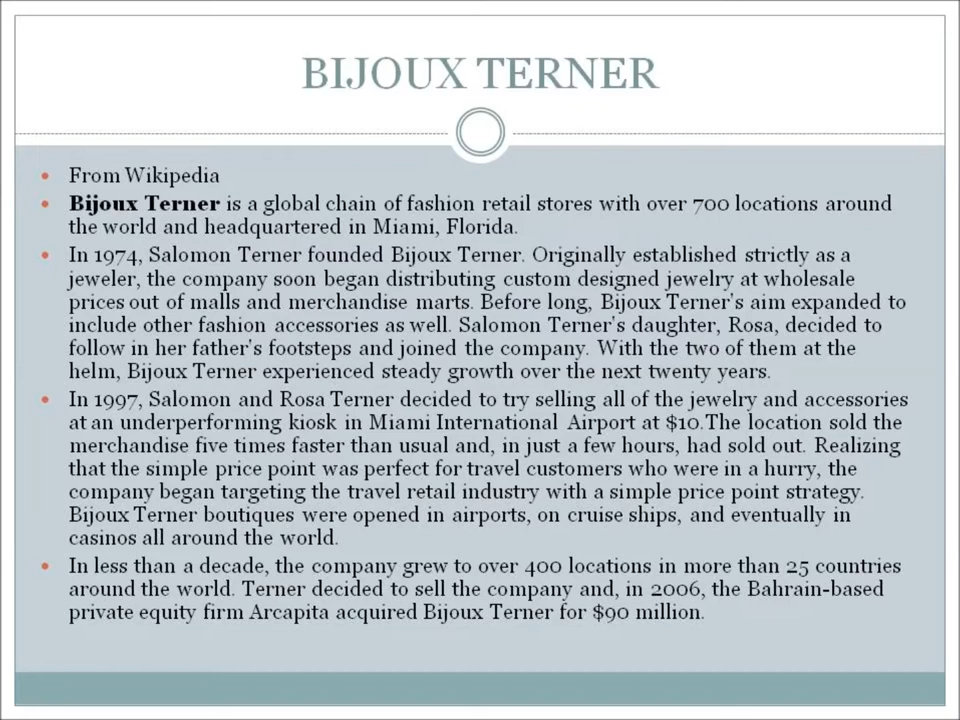 BIJOUX TERNER
From Wikipedia
Bijoux Terner is a global chain of fashion retail stores with over 700 locations around
the world and headquartered in Miami, Florida.
In 1974, Salomon Terner founded Bijoux Terner. Originally established strictly as a
jeweler, the company soon began distributing custom designed jewelry at wholesale
prices out of malls and merchandise marts. Before long, Bijoux Terner's aim expanded to
include other fashion accessories as well. Salomon Terner's daughter, Rosa, decided to
follow in her father's footsteps and joined the company. With the two of them at the
helm, Bijoux Terner experienced steady growth over the next twenty years.
In 1997, Salomon and Rosa Terner decided to try selling all of the jewelry and accessories
at an underperforming kiosk in Miami International Airport at $10.The location sold the
merchandise five times faster than usual and, in just a few hours, had sold out. Realizing
that the simple price point was perfect for travel customers who were in a hurry, the
company began targeting the travel retail industry with a simple price point strategy.
Bijoux Terner boutiques were opened in airports, on cruise ships, and eventually in
casinos all around the world.
In less than a decade, the company grew to over 400 locations in more than 25 countries
around the world. Terner decided to sell the company and, in 2006, the Bahrain-based
private equity firm Arcapita acquired Bijoux Terner for $90 million.